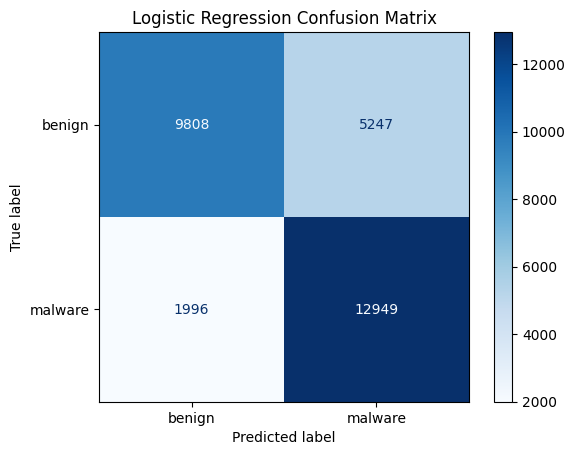 Logistic Regression Confusion Matrix
True label
benign
malware
9808 5247
1996 12949
benign malware
Predicted label
12000
10000
8000
6000
4000
2000